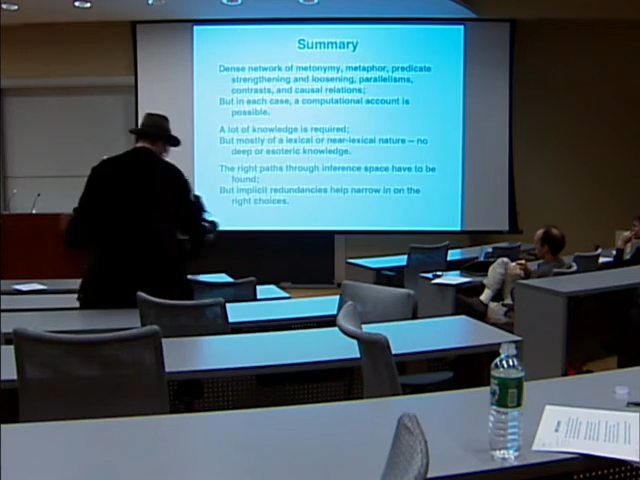 Summary
Dense network of metonymy, metaphor, predicate
strengthening and loosening, parallelisms,
contrasts, and causal relations;
But in each case, a computational account is
possible.
A lot of knowledge is required;
But mostly of a lexical or near-lexical nature -- no
deep or esoteric knowledge.
The right paths through inference space have to be
found;
But implicit redundancies help narrow in on the
right choices.